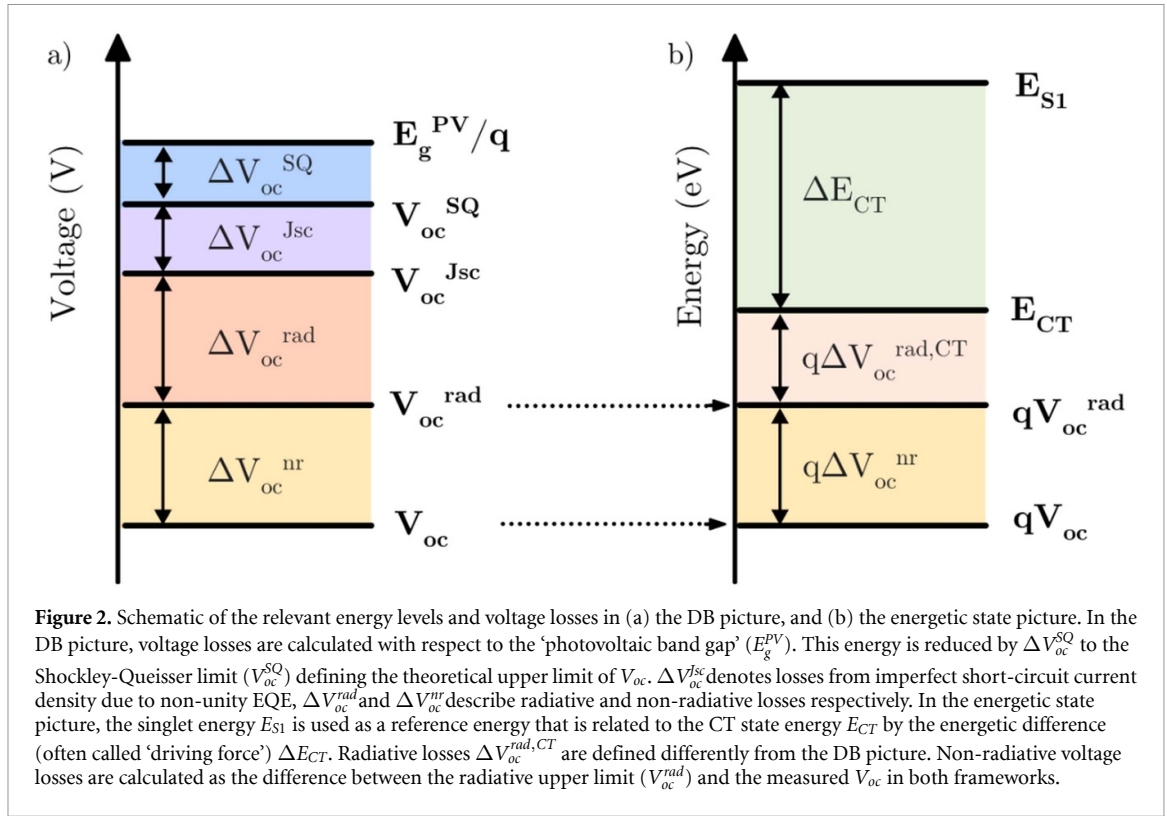 a)
Voltage (V)
E_g^PV/q
ΔV_oc^SQ
V_oc^SQ
ΔV_oc^Jsc
V_oc^Jsc
ΔV_oc^rad
V_oc^rad
ΔV_oc^nr
V_oc
b)
Energy (eV)
E_S1
ΔE_CT
E_CT
qΔV_oc^rad,CT
qV_oc^rad
qΔV_oc^nr
qV_oc
Figure 2. Schematic of the relevant energy levels and voltage losses in (a) the DB picture, and (b) the energetic state picture. In the
DB picture, voltage losses are calculated with respect to the ‘photovoltaic band gap’ (E_g^PV). This energy is reduced by ΔV_oc^SQ to the
Shockley-Queisser limit (V_oc^SQ) defining the theoretical upper limit of V_oc. ΔV_oc^Jsc denotes losses from imperfect short-circuit current
density due to non-unity EQE, ΔV_oc^rad and ΔV_oc^nr describe radiative and non-radiative losses respectively. In the energetic state
picture, the singlet energy E_S1 is used as a reference energy that is related to the CT state energy E_CT by the energetic difference
(often called ‘driving force’) ΔE_CT. Radiative losses ΔV_oc^rad,CT are defined differently from the DB picture. Non-radiative voltage
losses are calculated as the difference between the radiative upper limit (V_oc^rad) and the measured V_oc in both frameworks.